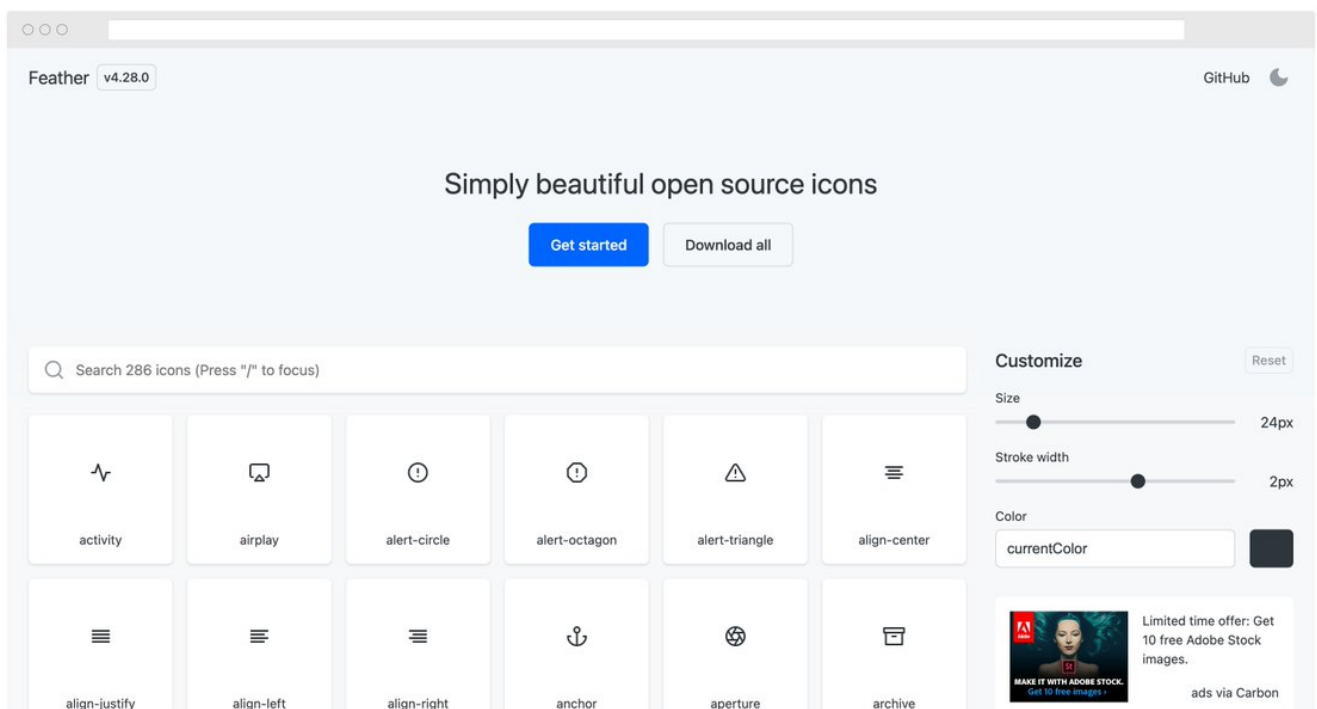 Feather v4.28.0
GitHub
Simply beautiful open source icons
Get started
Download all
Search 286 icons (Press "/" to focus)
activity
airplay
alert-circle
alert-octagon
alert-triangle
align-center
align-justify
align-left
align-right
anchor
aperture
archive
Customize
Reset
Size
24px
Stroke width
2px
Color
currentColor
Adobe
St
MAKE IT WITH ADOBE STOCK.
Get 10 free images ›
Limited time offer: Get
10 free Adobe Stock
images.
ads via Carbon